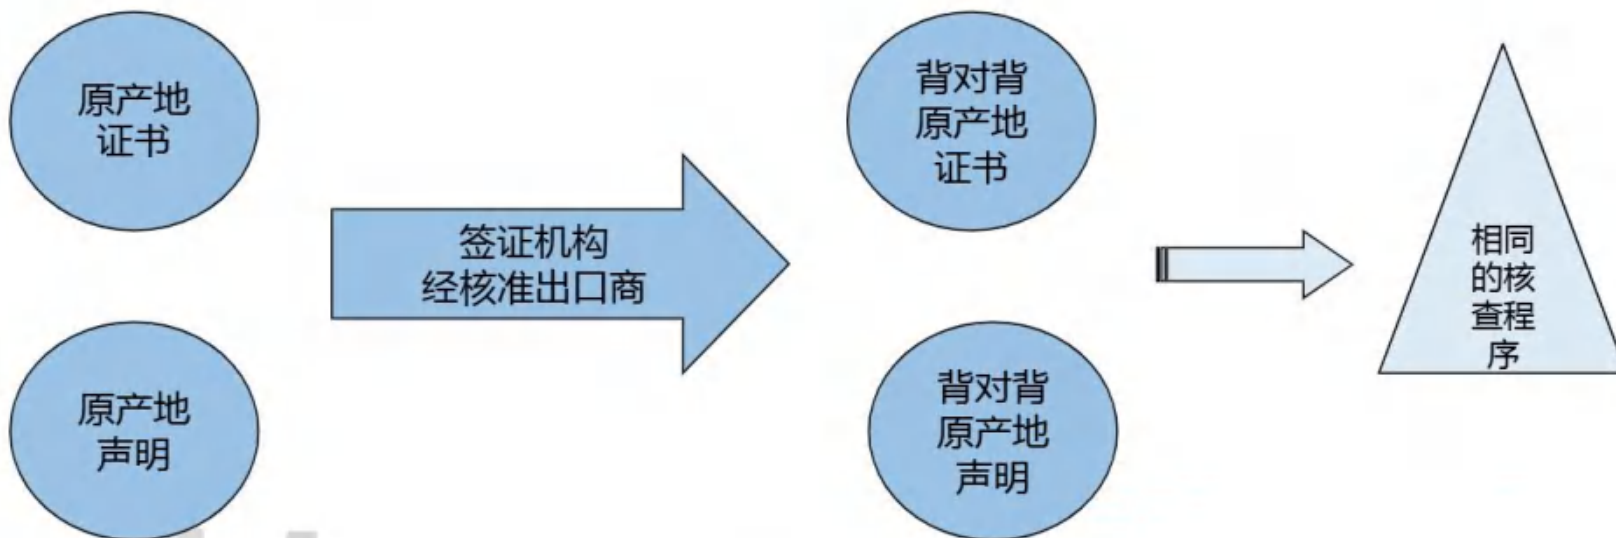 原产地
证书
原产地
声明
签证机构
经核准出口商
背对背
原产地
证书
背对背
原产地
声明
相同
的核
查程
序